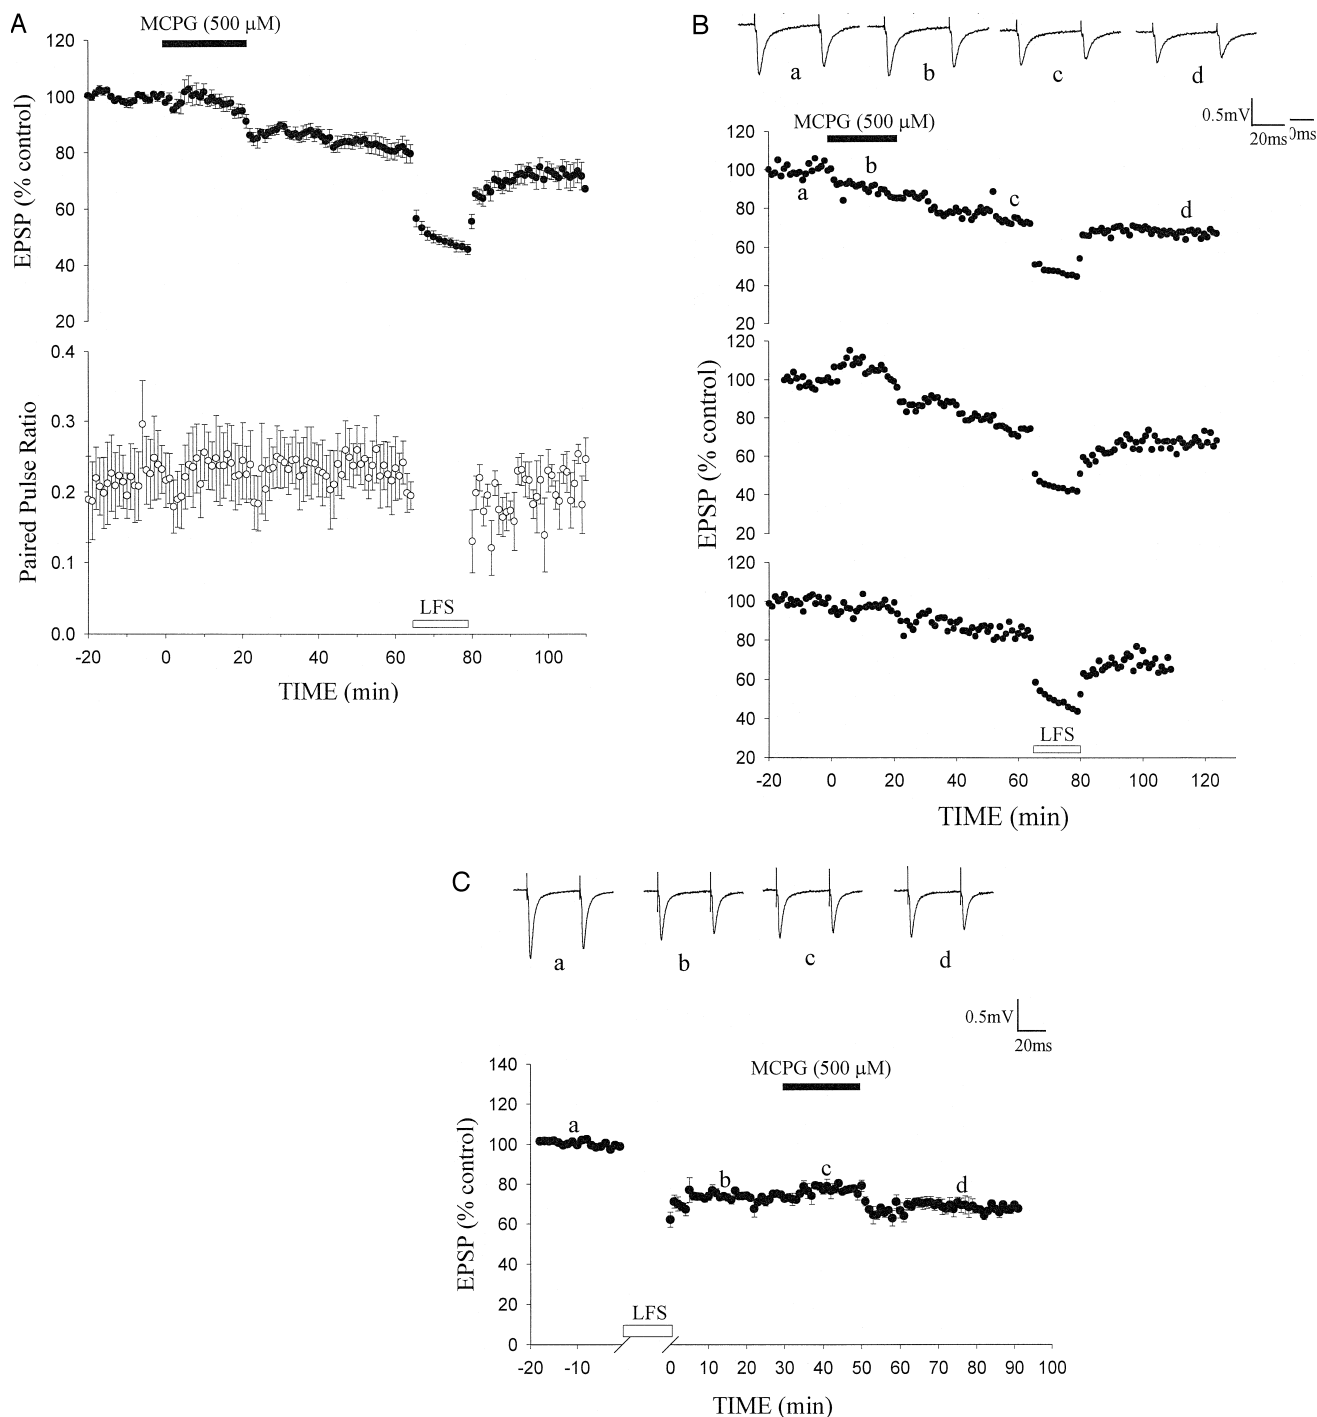 A
MCPG (500 μM)
120
100
80
60
40
20
EPSP (% control)
0.4
0.3
0.2
0.1
0.0
Paired Pulse Ratio
LFS
-20 0 20 40 60 80 100
TIME (min)
B
a b c d
0.5mV
20ms
0ms
MCPG (500 μM)
120
100
80
60
40
20
a b c d
120
100
80
60
40
20
EPSP (% control)
120
100
80
60
40
20
LFS
-20 0 20 40 60 80 100 120
TIME (min)
C
a b c d
0.5mV
20ms
MCPG (500 μM)
140
120
100
80
60
40
20
0
EPSP (% control)
a b c d
LFS
-20 -10 0 10 20 30 40 50 60 70 80 90 100
TIME (min)